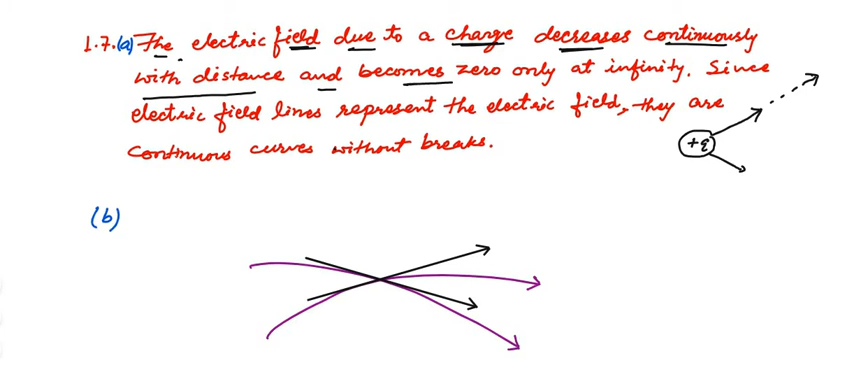 1.7.(a) The electric field due to a charge decreases continuously
with distance and becomes zero only at infinity. Since
electric field lines represent the electric field, they are
continuous curves without breaks.
+q
(b)